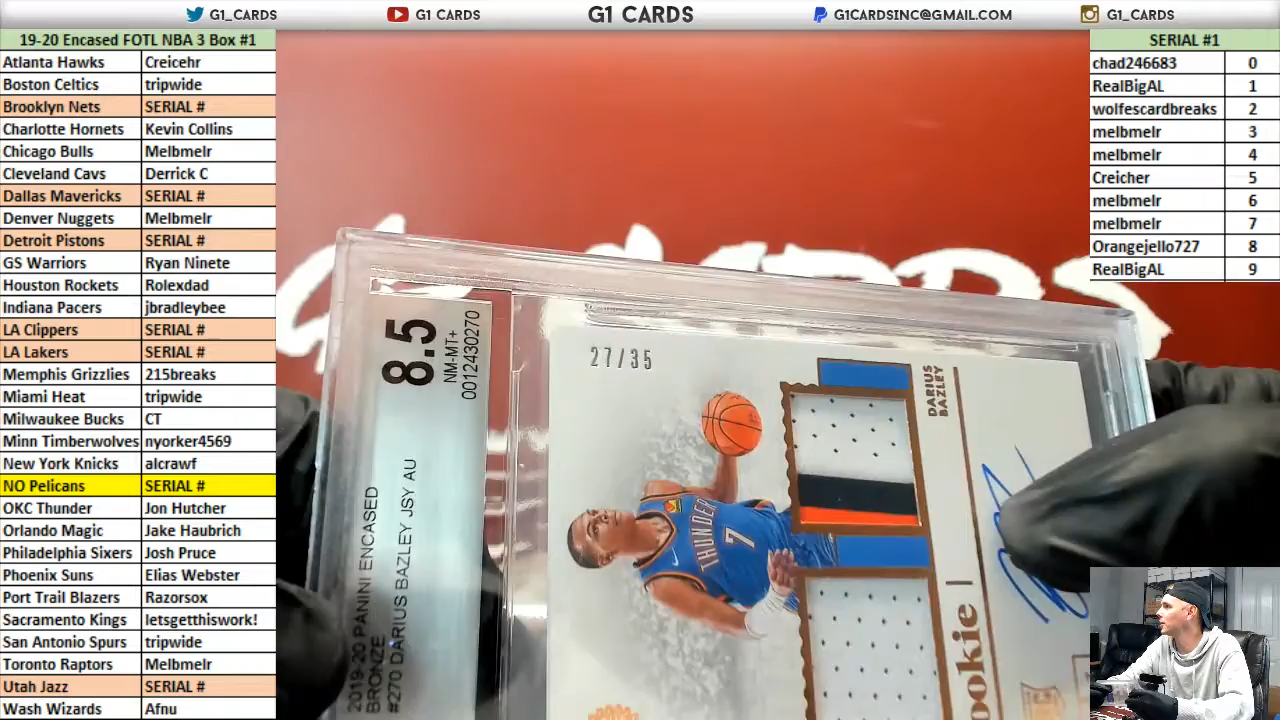 G1_CARDS
G1 CARDS
G1 CARDS
G1CARDSINC@GMAIL.COM
G1_CARDS
19-20 Encased FOTL NBA 3 Box #1
Atlanta Hawks Creicehr
Boston Celtics tripwide
Brooklyn Nets SERIAL #
Charlotte Hornets Kevin Collins
Chicago Bulls Melbmelr
Cleveland Cavs Derrick C
Dallas Mavericks SERIAL #
Denver Nuggets Melbmelr
Detroit Pistons SERIAL #
GS Warriors Ryan Ninete
Houston Rockets Rolexdad
Indiana Pacers jbradleybee
LA Clippers SERIAL #
LA Lakers SERIAL #
Memphis Grizzlies 215breaks
Miami Heat tripwide
Milwaukee Bucks CT
Minn Timberwolves nyorker4569
New York Knicks alcrawf
NO Pelicans SERIAL #
OKC Thunder Jon Hutcher
Orlando Magic Jake Haubrich
Philadelphia Sixers Josh Pruce
Phoenix Suns Elias Webster
Port Trail Blazers Razorsox
Sacramento Kings letsgetthiswork!
San Antonio Spurs tripwide
Toronto Raptors Melbmelr
Utah Jazz SERIAL #
Wash Wizards Afnu
SERIAL #1
chad246683 0
RealBigAL 1
wolfescardbreaks 2
melbmelr 3
melbmelr 4
Creicher 5
melbmelr 6
melbmelr 7
Orangejello727 8
RealBigAL 9
2019-20 PANINI ENCASED
BRONZE
#270 DARIUS BAZLEY JSY AU
8.5
NM-MT+
0012430270
27/35
THUNDER
7
DARIUS
BAZLEY